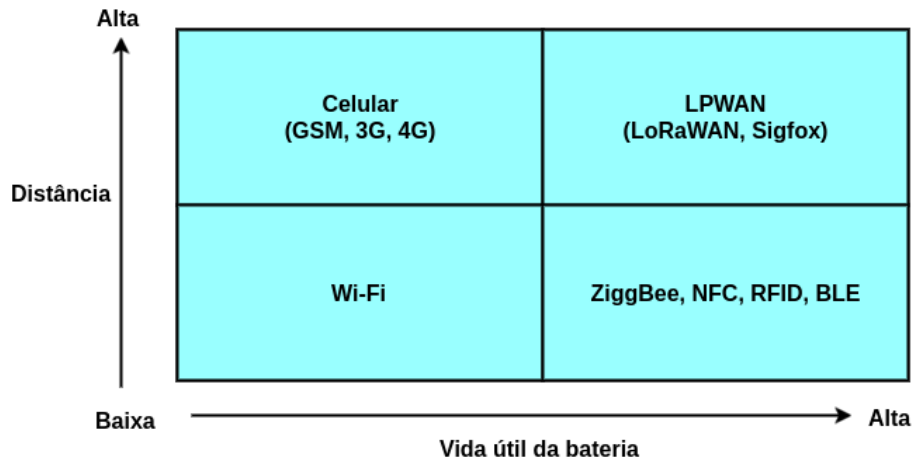 Alta
Celular
(GSM, 3G, 4G)
LPWAN
(LoRaWAN, Sigfox)
Distância
Wi-Fi
ZiggBee, NFC, RFID, BLE
Baixa
Alta
Vida útil da bateria